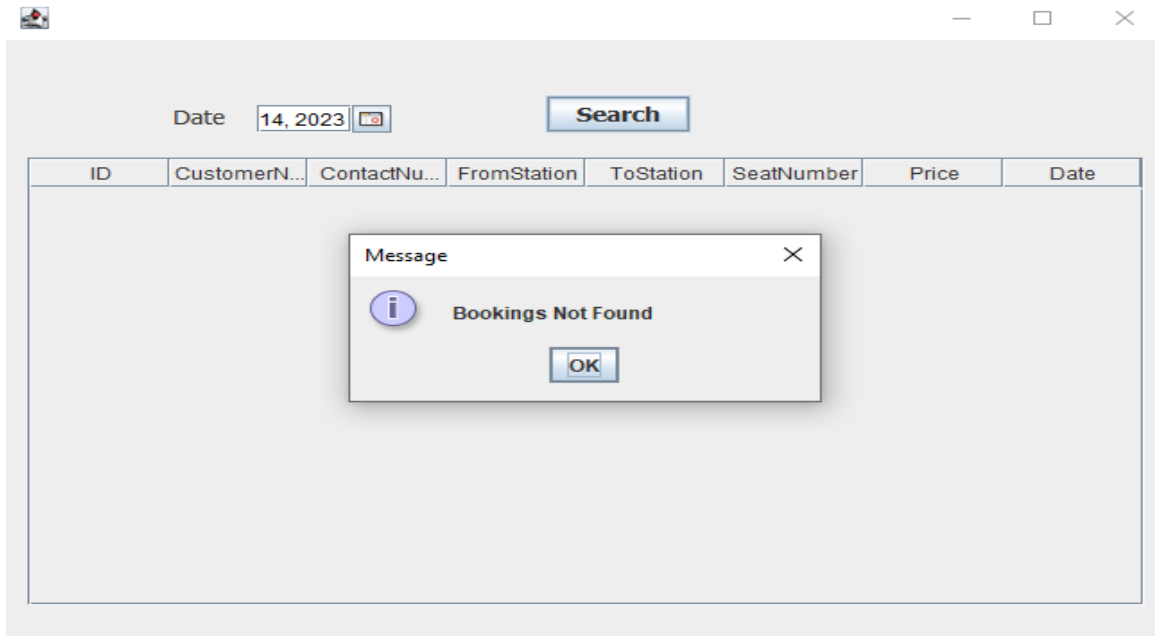 Date 14, 2023 Search
ID CustomerN... ContactNu... FromStation ToStation SeatNumber Price Date
Message
Bookings Not Found
OK